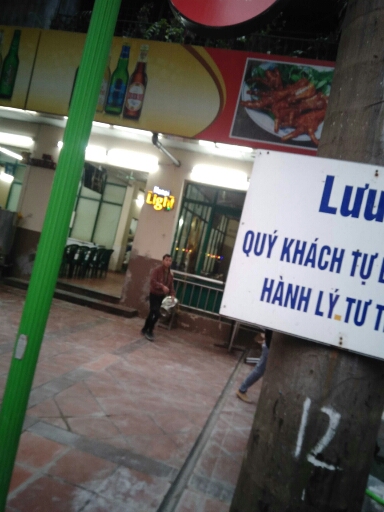 Light
Lưu
QUÝ KHÁCH TỰ
HÀNH LÝ, TƯ T
12